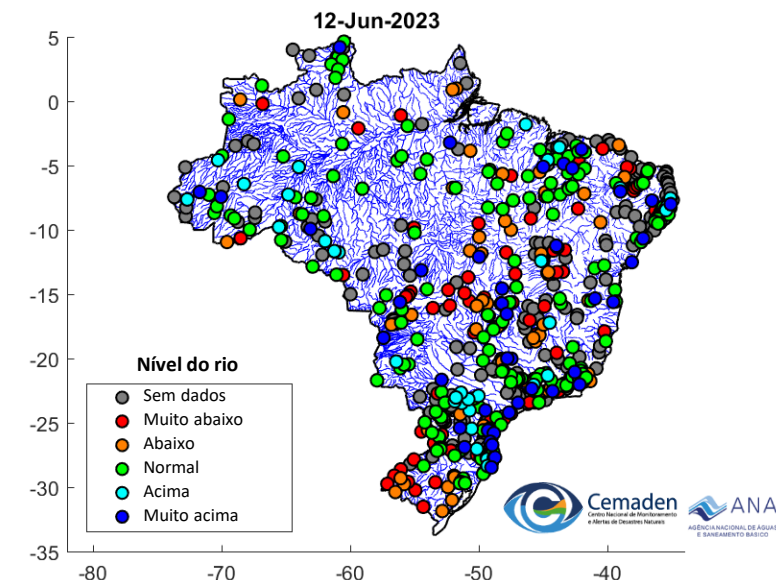 12-Jun-2023
5
0
-5
-10
-15
-20
-25
-30
-35
-80
-70
-60
-50
-40
Nível do rio
Sem dados
Muito abaixo
Abaixo
Normal
Acima
Muito acima
Cemaden
Centro Nacional de Monitoramento
e Alertas de Desastres Naturais
ANA
AGÊNCIA NACIONAL DE ÁGUAS
E SANEAMENTO BÁSICO